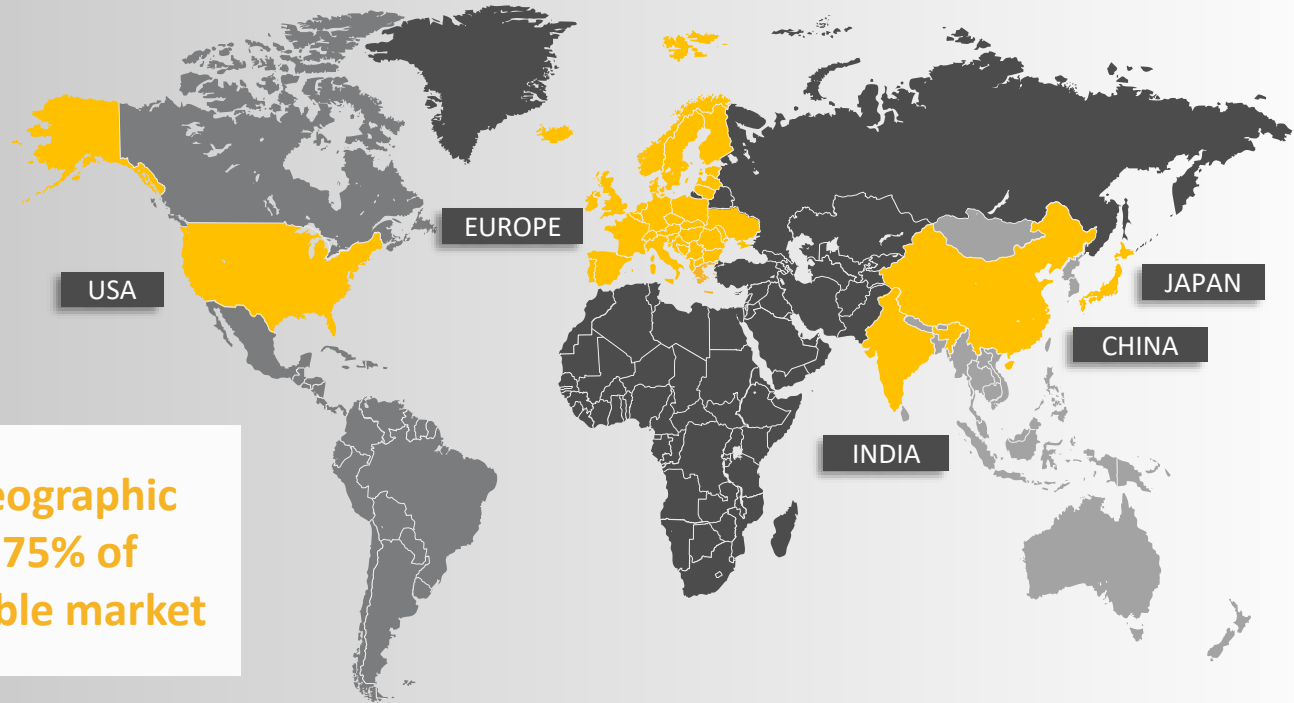 EUROPE
USA
JAPAN
CHINA
INDIA
eographic
75% of
ble market